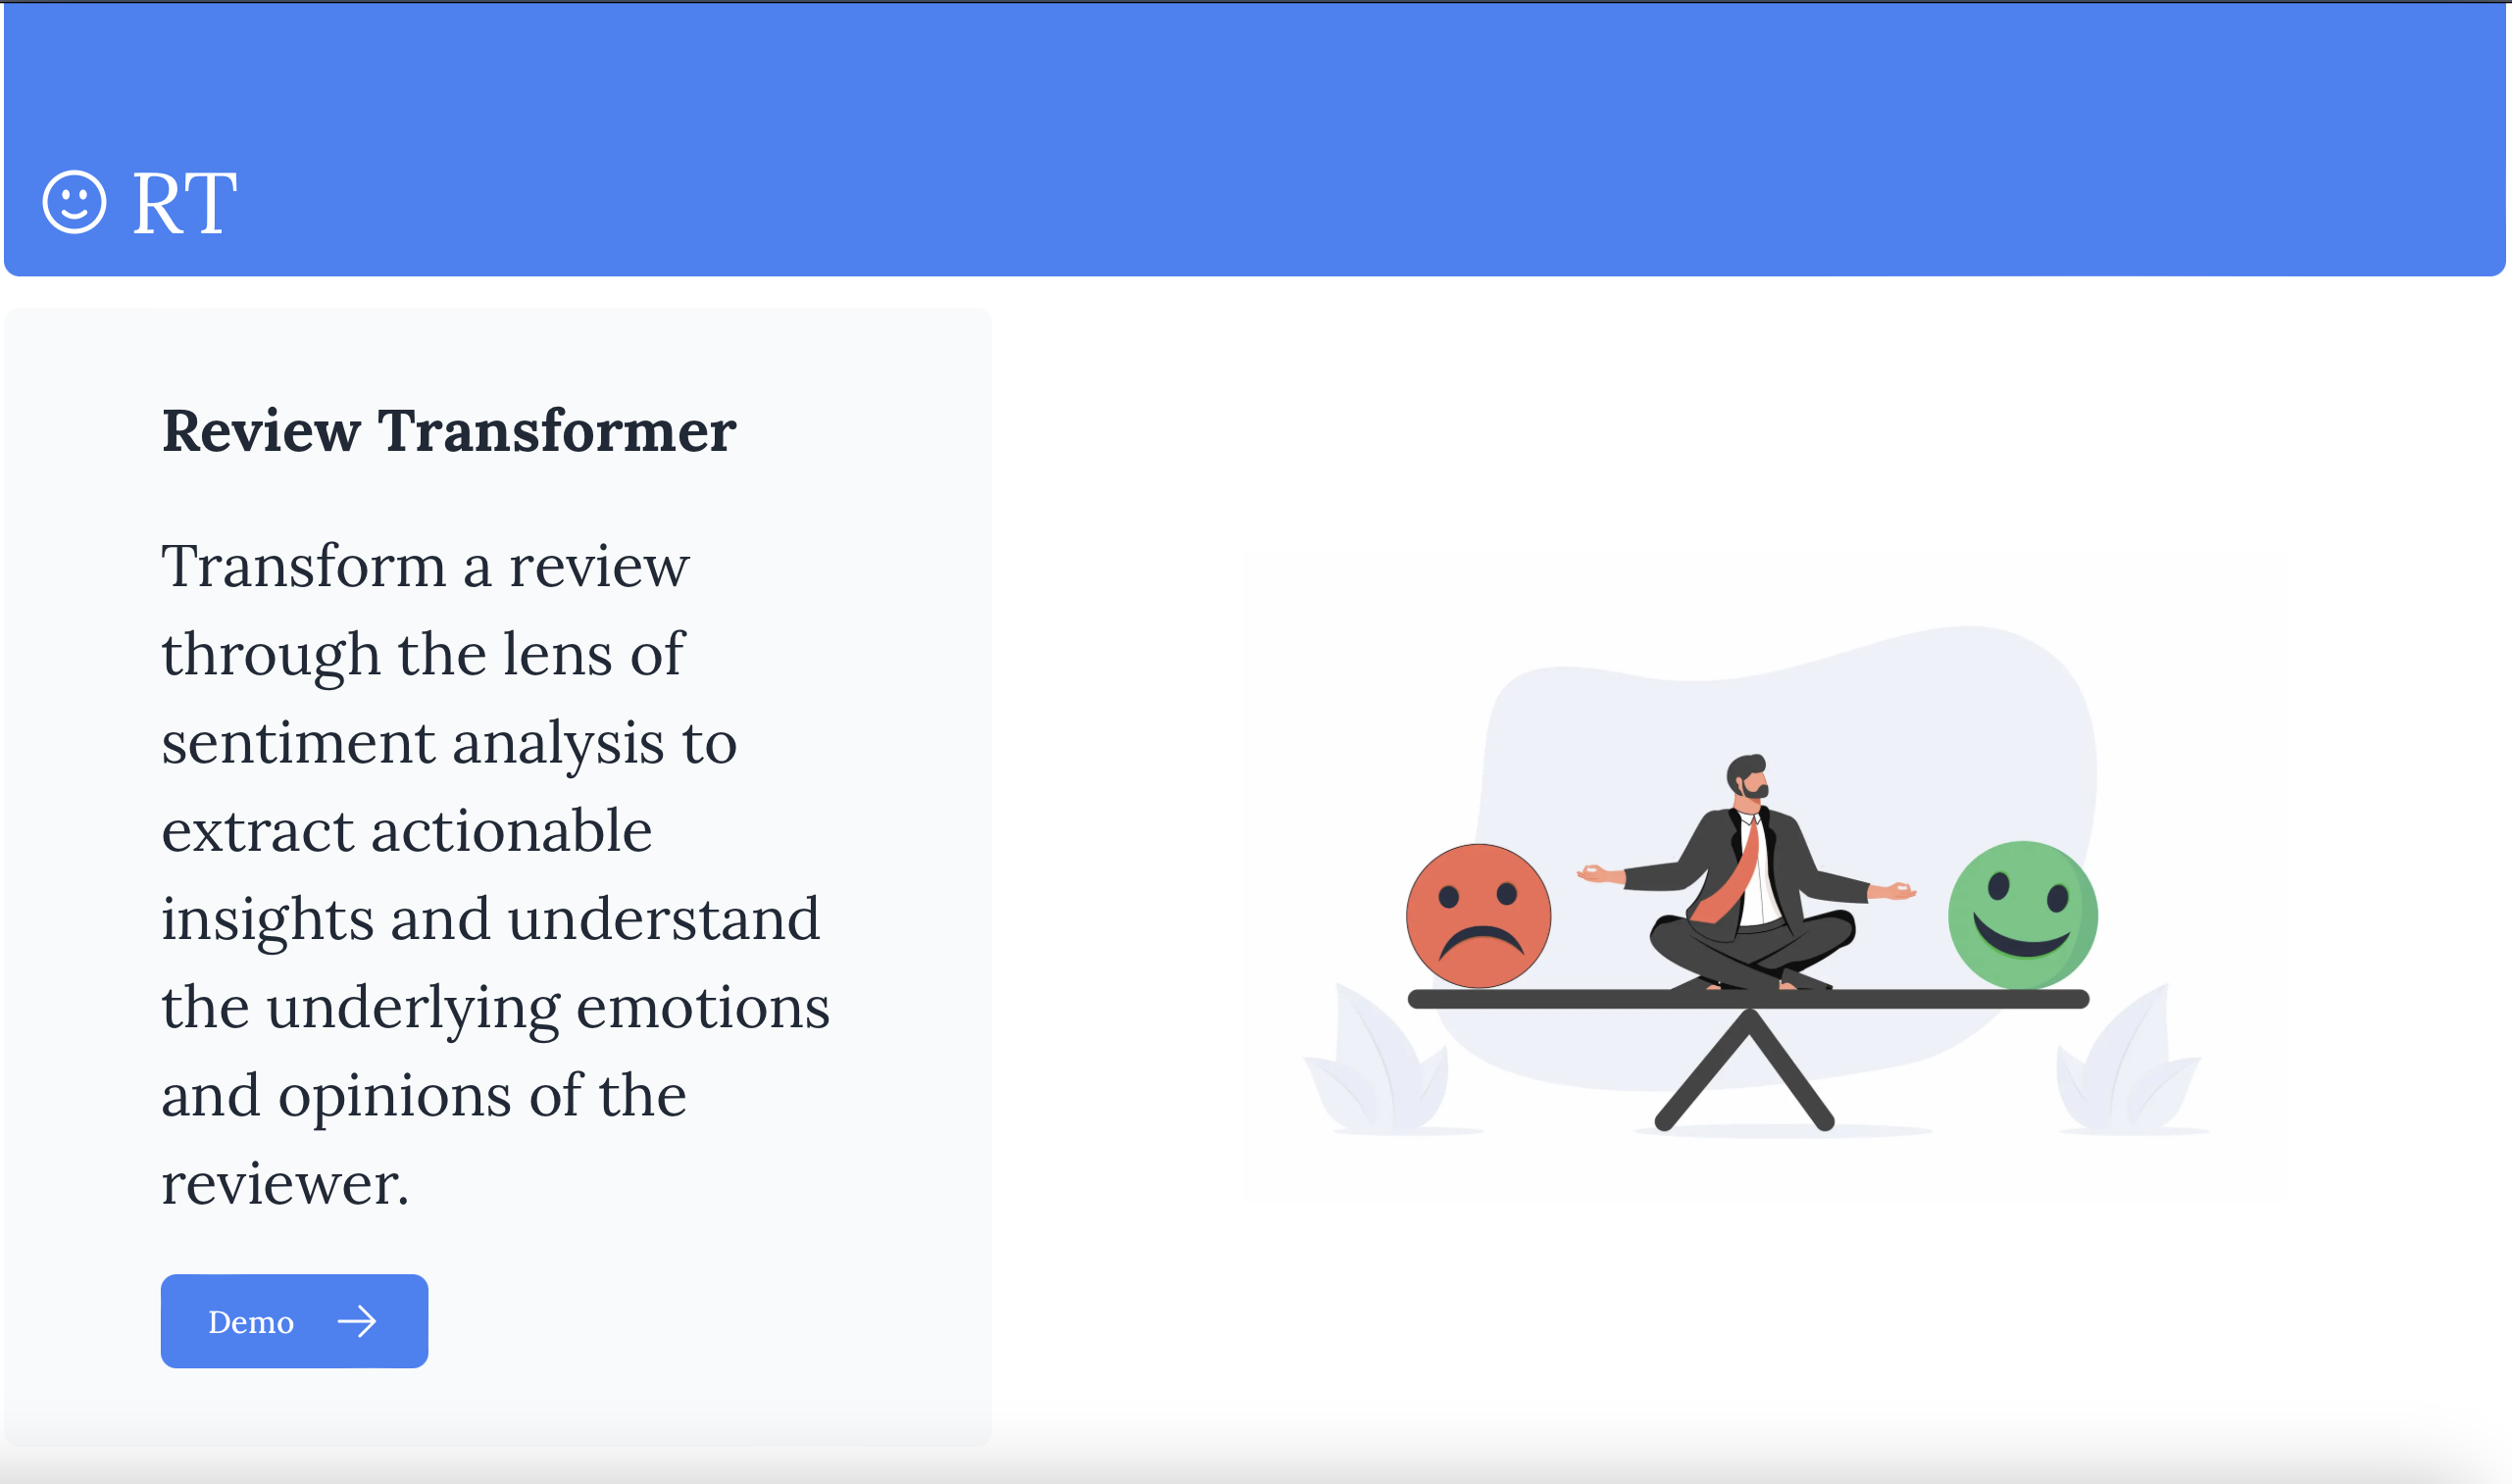 RT
Review Transformer
Transform a review
through the lens of
sentiment analysis to
extract actionable
insights and understand
the underlying emotions
and opinions of the
reviewer.
Demo